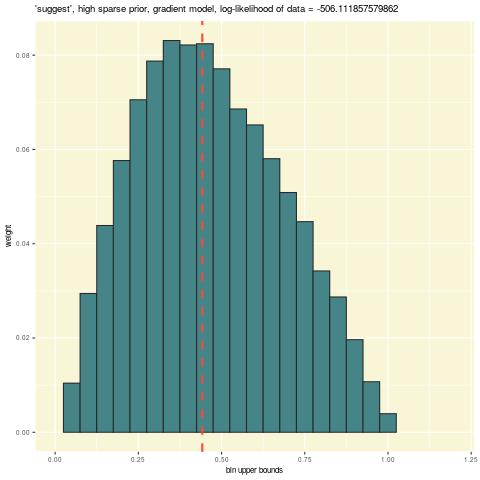 'suggest', high sparse prior, gradient model, log-likelihood of data = -506.111857579862
0.08
0.06
weight
0.04
0.02
0.00
0.00 0.25 0.50 0.75 1.00 1.25
bin upper bounds